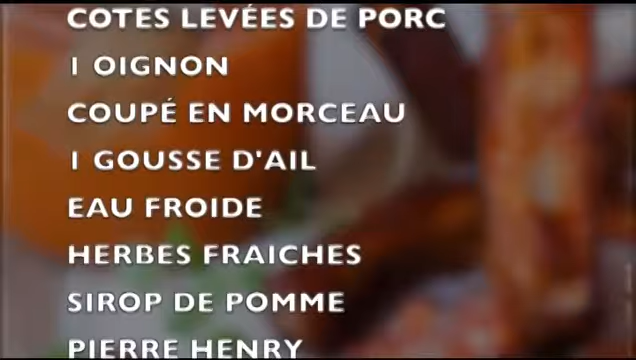 COTES LEVÉES DE PORC
1 OIGNON
COUPÉ EN MORCEAU
1 GOUSSE D'AIL
EAU FROIDE
HERBES FRAICHES
SIROP DE POMME
PIERRE HENRY